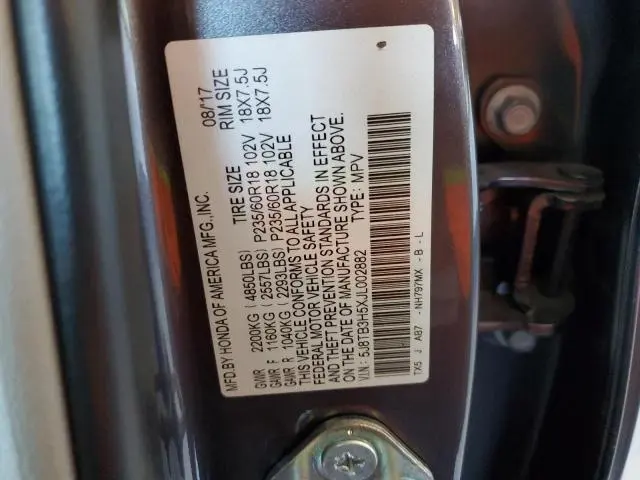 MFD.BY HONDA OF AMERICA MFG.,INC. 08/17
TIRE SIZE RIM SIZE
GVWR 2200KG (4850LBS)
GAWR F 1160KG (2557LBS) P235/60R18 102V 18X7.5J
GAWR R 1040KG (2293LBS) P235/60R18 102V 18X7.5J
THIS VEHICLE CONFORMS TO ALL APPLICABLE
FEDERAL MOTOR VEHICLE SAFETY
AND THEFT PREVENTION STANDARDS IN EFFECT
ON THE DATE OF MANUFACTURE SHOWN ABOVE.
V.I.N.: 5J8TB3H5XJL002882 TYPE: MPV
TX5 J AB7 - NH797MX - B - L